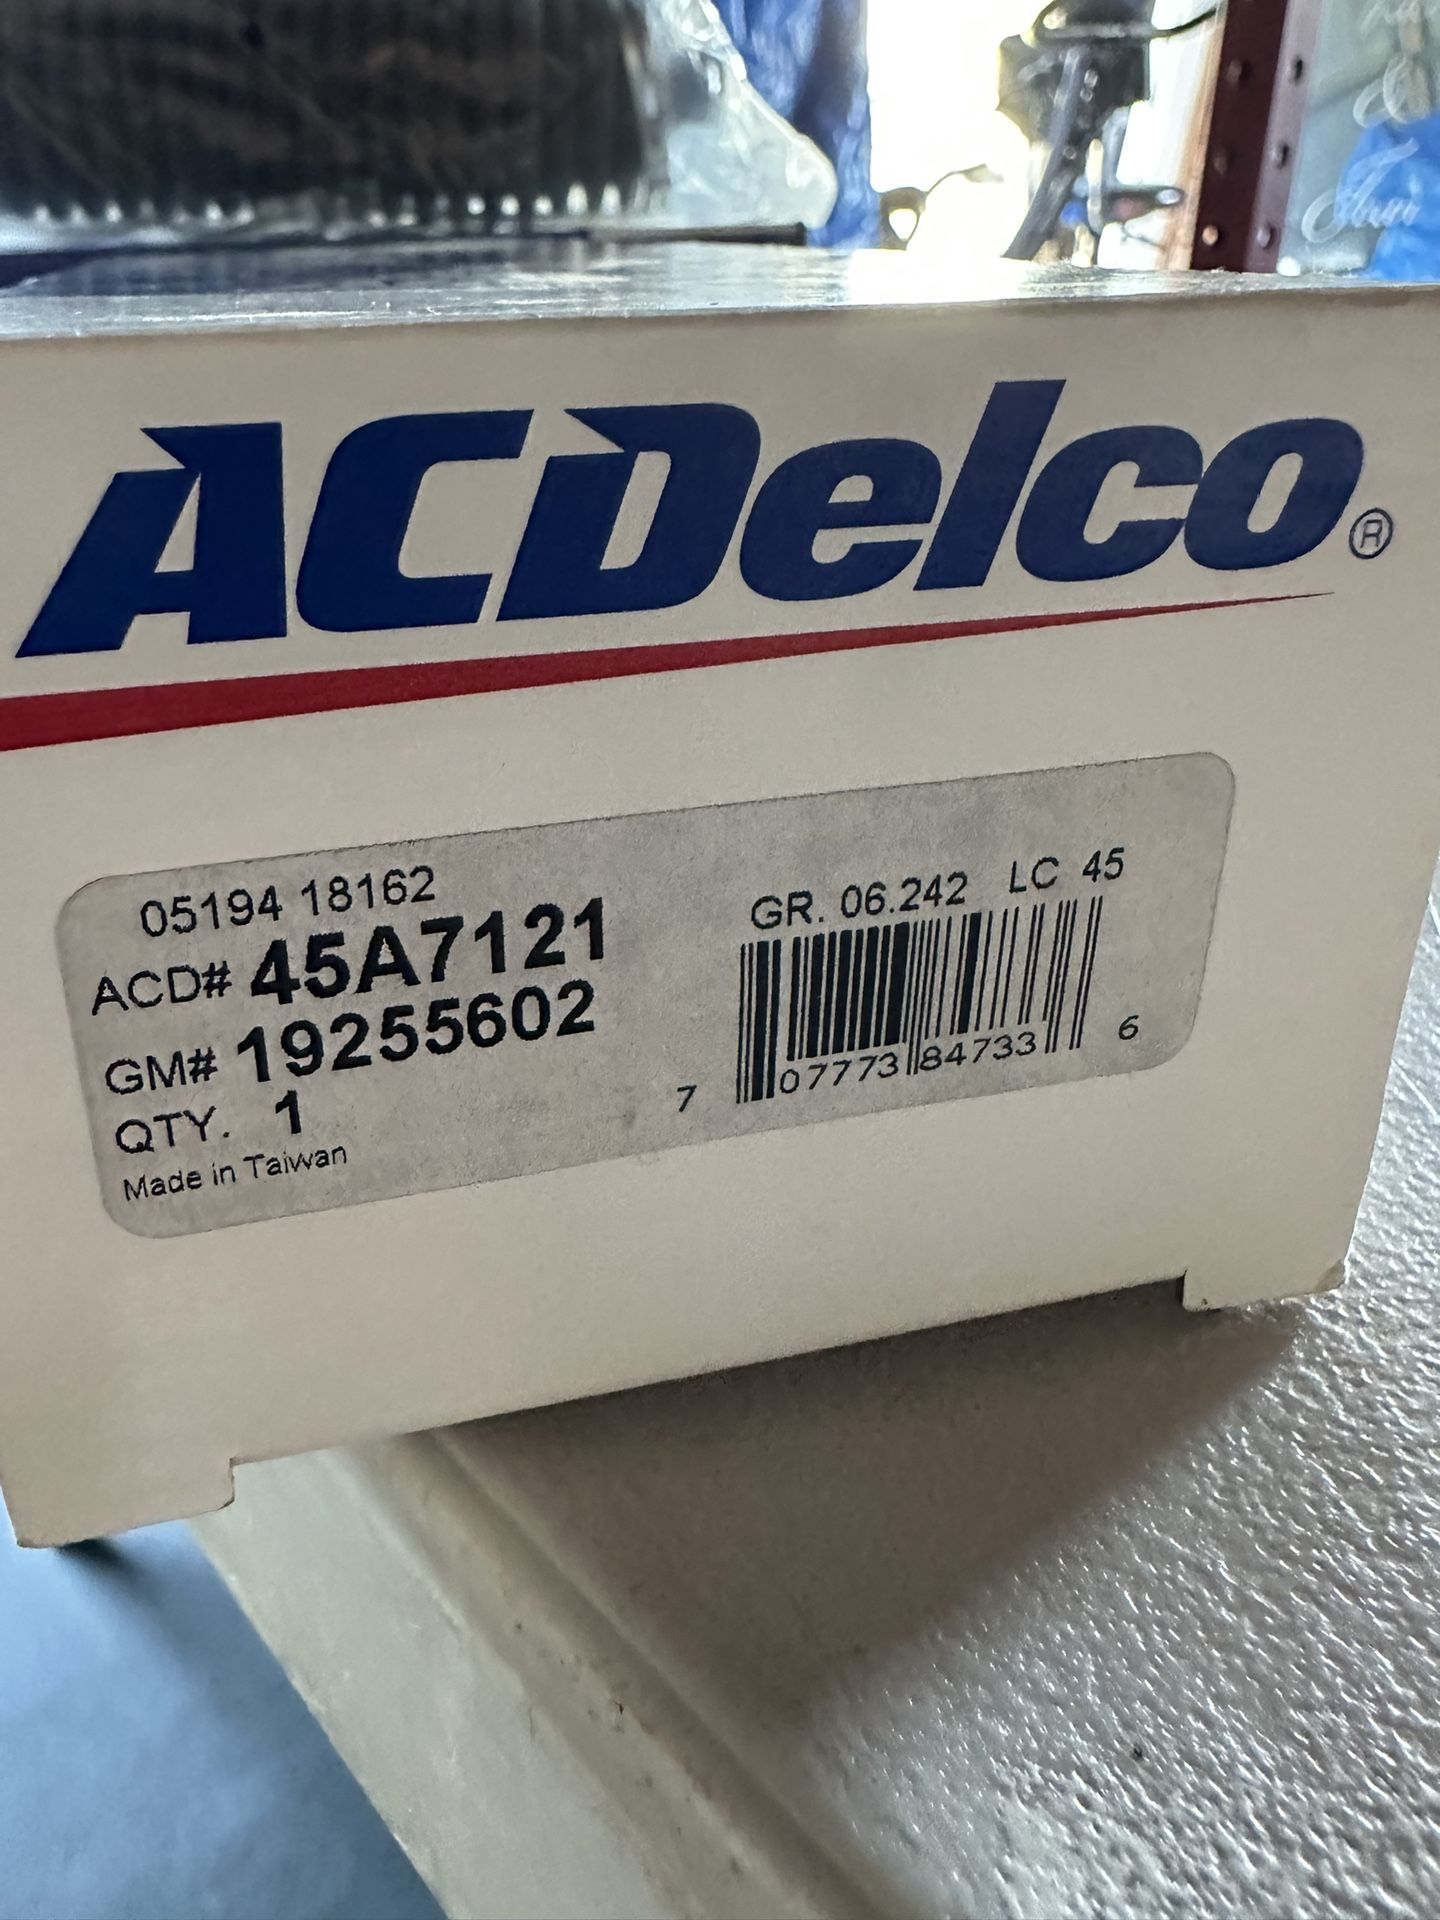 ACDelco®
05194 18162
ACD# 45A7121
GM# 19255602
QTY. 1
Made in Taiwan
GR. 06.242 LC 45
7 07773 84733 6